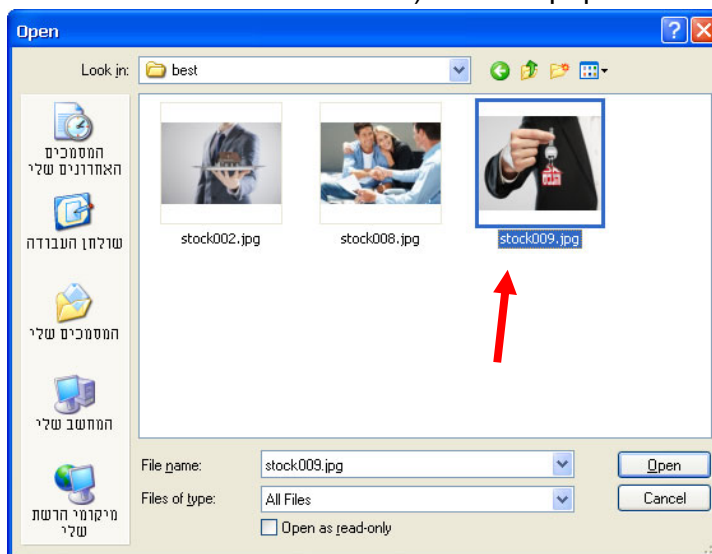 Open
Look in:
best
המסמכים
האחרונים שלי
שולחן העבודה
המסמכים שלי
המחשב שלי
מיקומי הרשת
שלי
stock002.jpg
stock008.jpg
stock009.jpg
File name:
stock009.jpg
Open
Files of type:
All Files
Cancel
Open as read-only